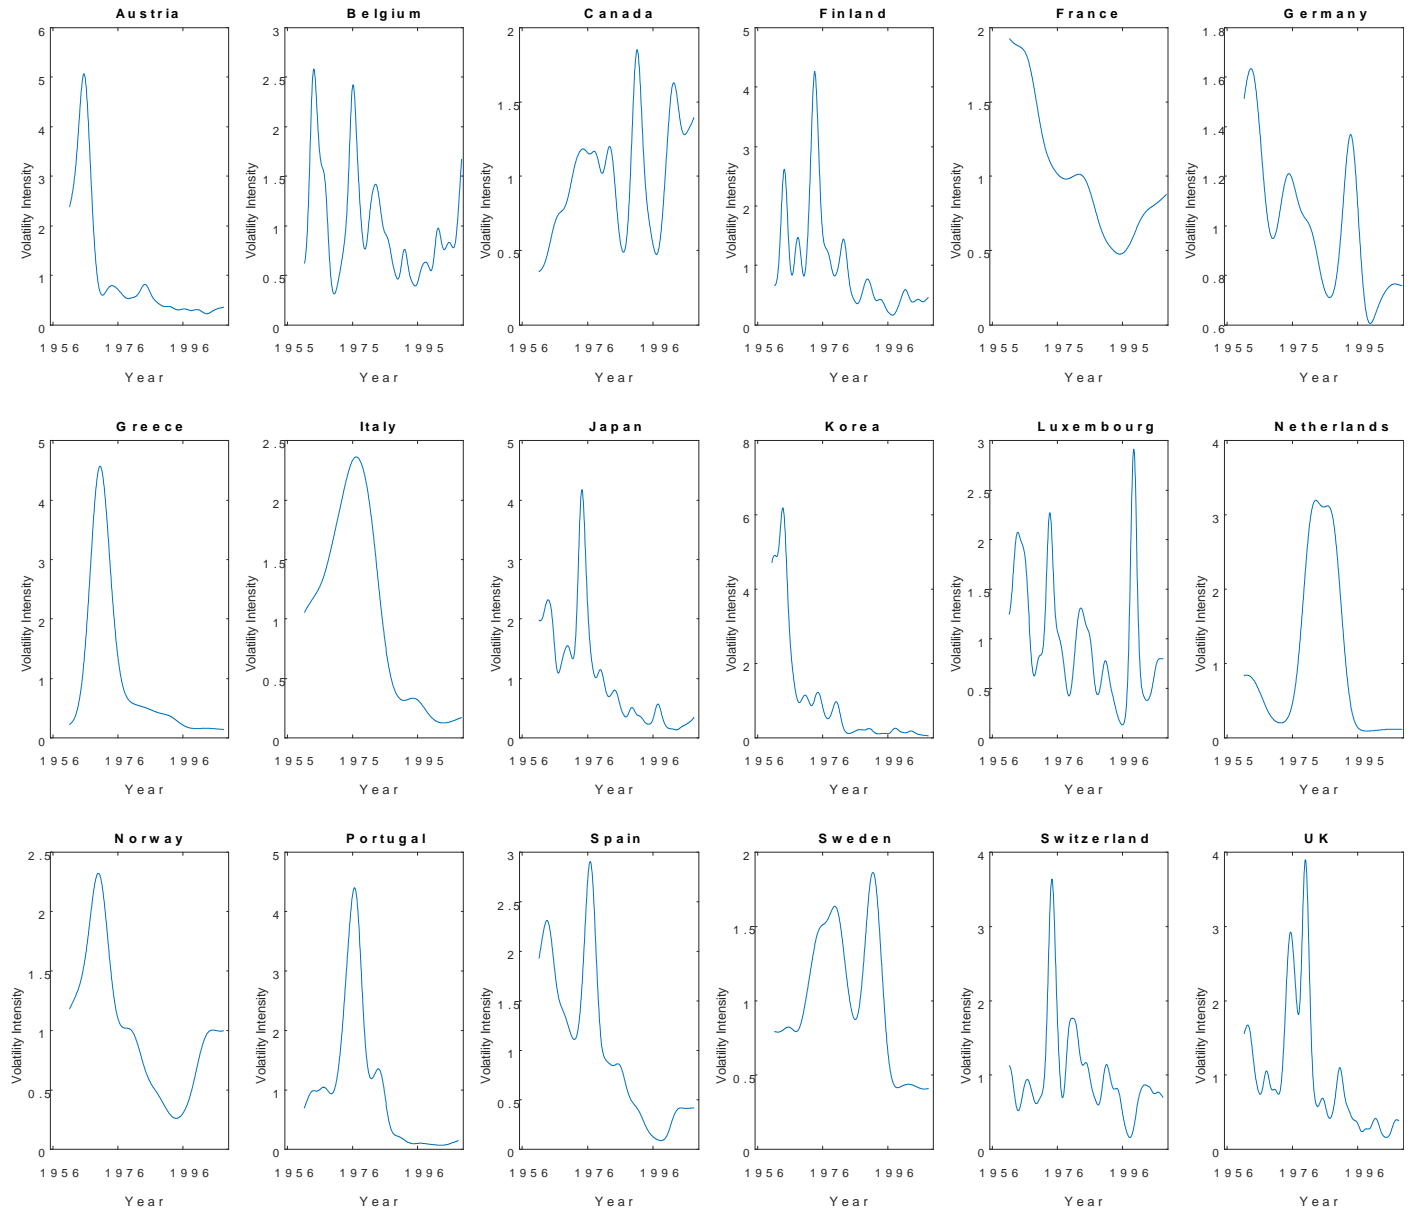 Austria
6
5
4
3
2
1
0
Volatility Intensity
1956 1976 1996
Year
Belgium
3
2.5
2
1.5
1
0.5
0
Volatility Intensity
1955 1975 1995
Year
Canada
2
1.5
1
0.5
0
Volatility Intensity
1956 1976 1996
Year
Finland
5
4
3
2
1
0
Volatility Intensity
1956 1976 1996
Year
France
2
1.5
1
0.5
0
Volatility Intensity
1955 1975 1995
Year
Germany
1.8
1.6
1.4
1.2
1
0.8
0.6
Volatility Intensity
1955 1975 1995
Year
Greece
5
4
3
2
1
0
Volatility Intensity
1956 1976 1996
Year
Italy
2.5
2
1.5
1
0.5
0
Volatility Intensity
1955 1975 1995
Year
Japan
5
4
3
2
1
0
Volatility Intensity
1956 1976 1996
Year
Korea
8
6
4
2
0
Volatility Intensity
1956 1976 1996
Year
Luxembourg
3
2.5
2
1.5
1
0.5
0
Volatility Intensity
1956 1976 1996
Year
Netherlands
4
3
2
1
0
Volatility Intensity
1955 1975 1995
Year
Norway
2.5
2
1.5
1
0.5
0
Volatility Intensity
1956 1976 1996
Year
Portugal
5
4
3
2
1
0
Volatility Intensity
1955 1975 1995
Year
Spain
3
2.5
2
1.5
1
0.5
0
Volatility Intensity
1956 1976 1996
Year
Sweden
2
1.5
1
0.5
0
Volatility Intensity
1956 1976 1996
Year
Switzerland
4
3
2
1
0
Volatility Intensity
1956 1976 1996
Year
UK
4
3
2
1
0
Volatility Intensity
1956 1976 1996
Year